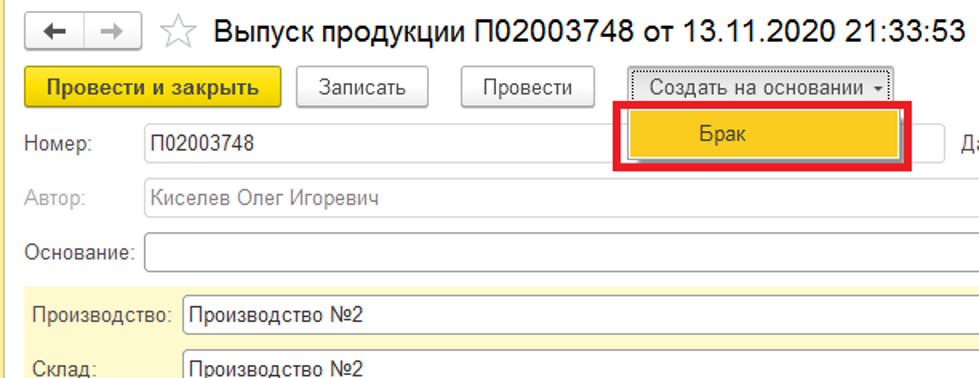 Выпуск продукции П02003748 от 13.11.2020 21:33:53
Провести и закрыть Записать Провести Создать на основании
Брак
Номер: П02003748
Автор: Киселев Олег Игоревич
Основание:
Производство: Производство №2
Склад: Производство №2